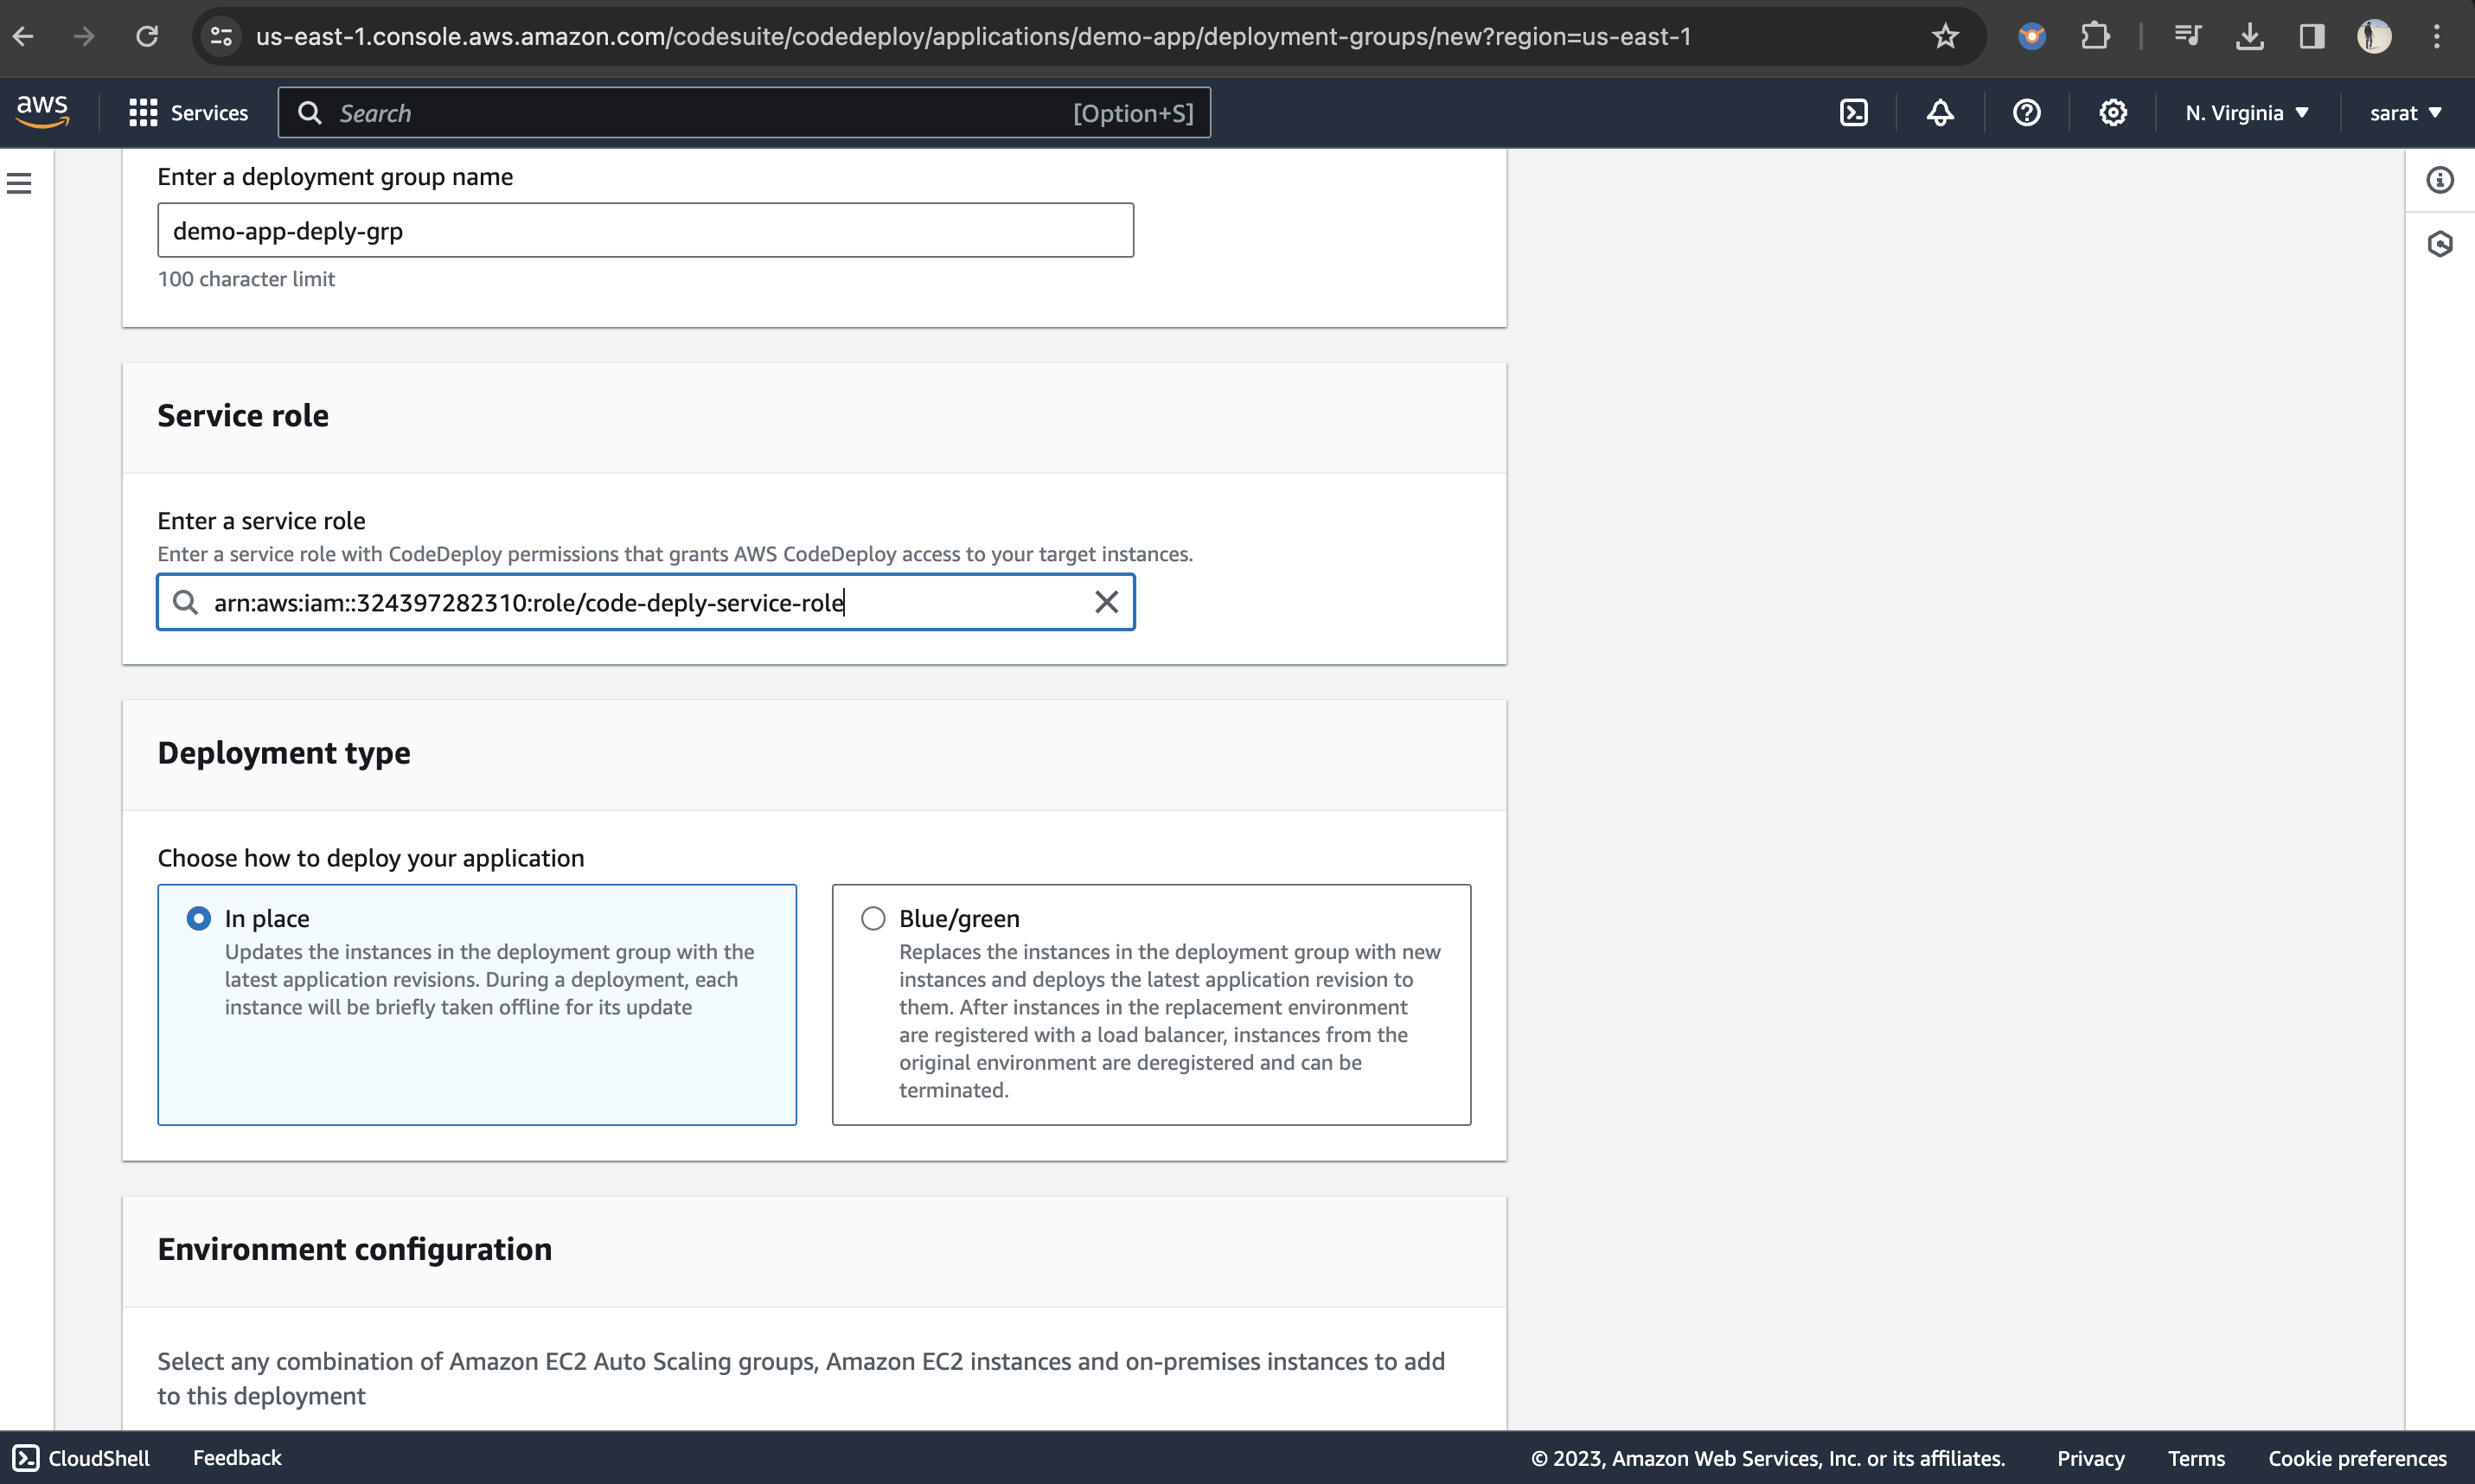 us-east-1.console.aws.amazon.com/codesuite/codedeploy/applications/demo-app/deployment-groups/new?region=us-east-1
aws
Services
Search
[Option+S]
N. Virginia
sarat
Enter a deployment group name
demo-app-deply-grp
100 character limit
Service role
Enter a service role
Enter a service role with CodeDeploy permissions that grants AWS CodeDeploy access to your target instances.
arn:aws:iam::324397282310:role/code-deply-service-role
Deployment type
Choose how to deploy your application
In place
Updates the instances in the deployment group with the
latest application revisions. During a deployment, each
instance will be briefly taken offline for its update
Blue/green
Replaces the instances in the deployment group with new
instances and deploys the latest application revision to
them. After instances in the replacement environment
are registered with a load balancer, instances from the
original environment are deregistered and can be
terminated.
Environment configuration
Select any combination of Amazon EC2 Auto Scaling groups, Amazon EC2 instances and on-premises instances to add
to this deployment
CloudShell
Feedback
© 2023, Amazon Web Services, Inc. or its affiliates.
Privacy
Terms
Cookie preferences